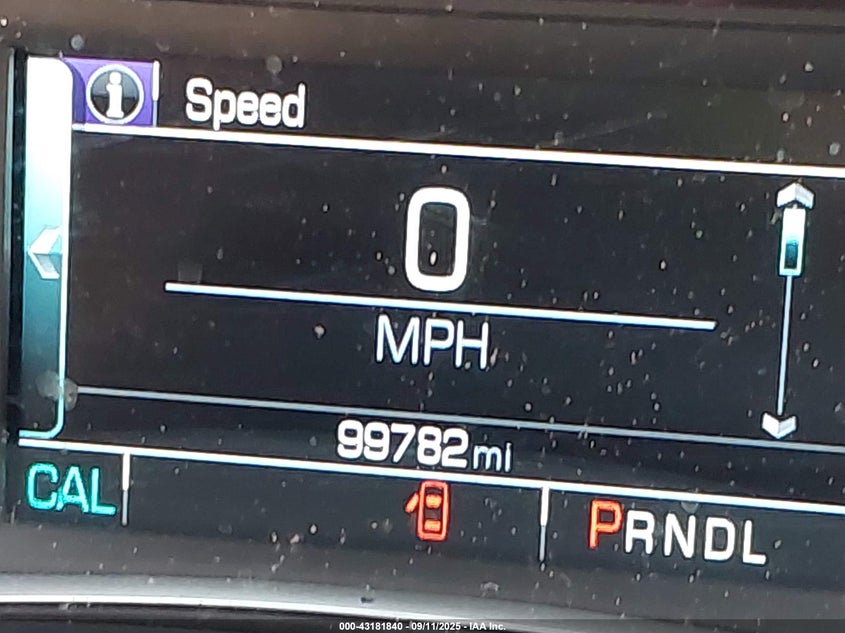 i Speed
0
MPH
99782 mi
CAL
PRNDL
000-43181840 - 09/11/2025 - IAA Inc.